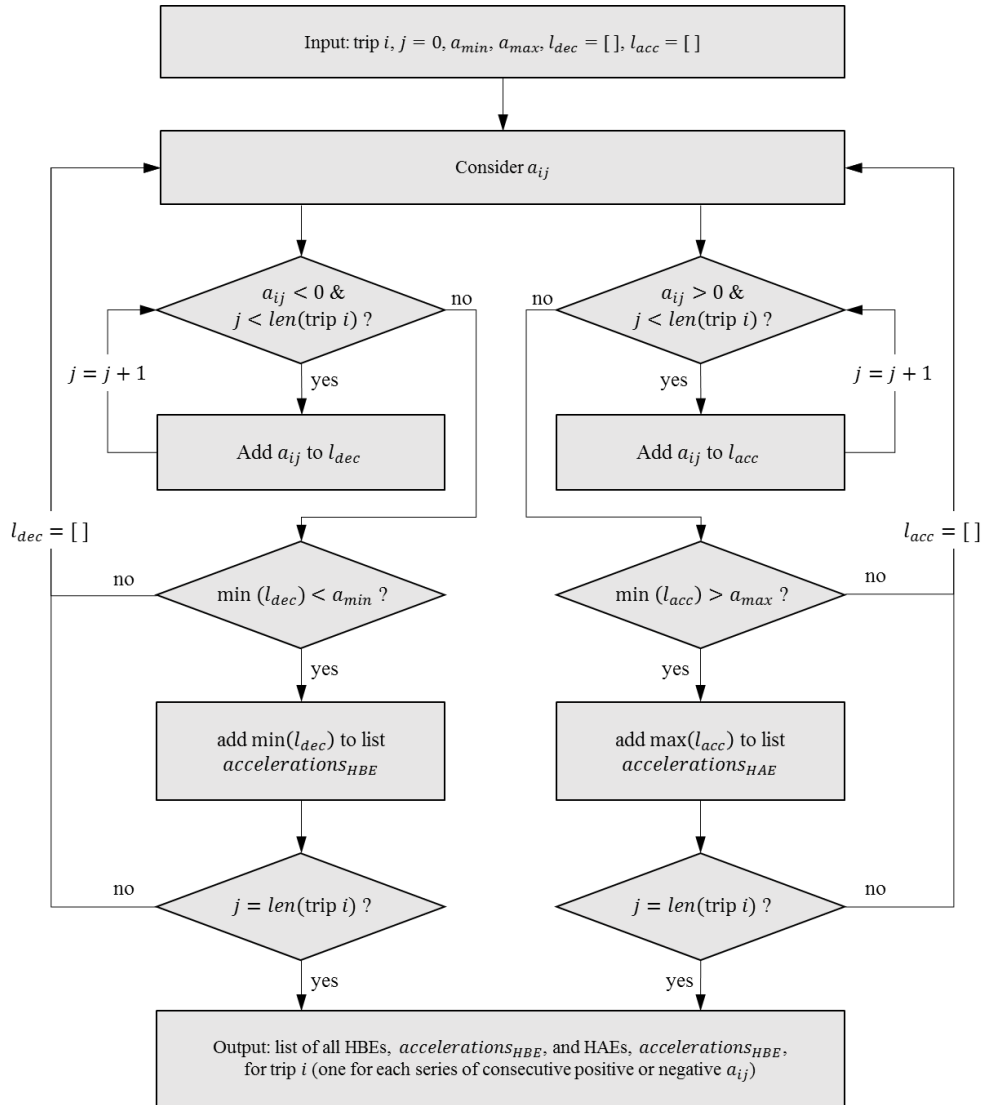 Input: trip i, j = 0, a_min, a_max, l_dec = [ ], l_acc = [ ]
Consider a_ij
a_ij < 0 &
j < len(trip i) ?
no
yes
j = j + 1
Add a_ij to l_dec
a_ij > 0 &
j < len(trip i) ?
no
yes
j = j + 1
Add a_ij to l_acc
l_dec = [ ]
l_acc = [ ]
min (l_dec) < a_min ?
no
yes
min (l_acc) > a_max ?
no
yes
add min(l_dec) to list
accelerations_HBE
add max(l_acc) to list
accelerations_HAE
j = len(trip i) ?
no
yes
j = len(trip i) ?
no
yes
Output: list of all HBEs, accelerations_HBE, and HAEs, accelerations_HBE,
for trip i (one for each series of consecutive positive or negative a_ij)